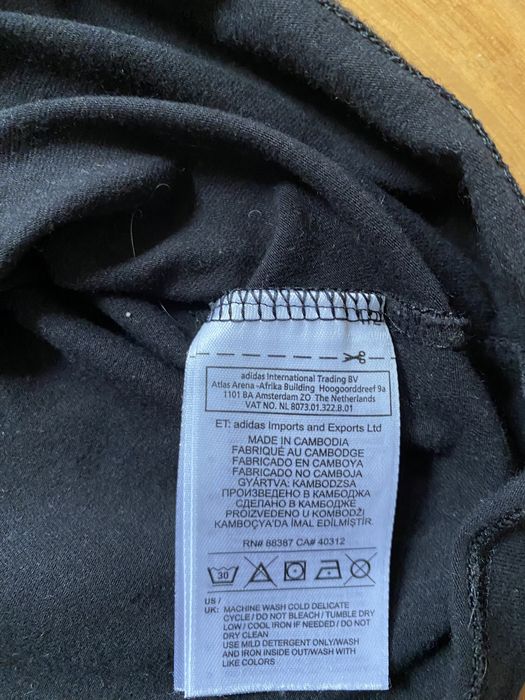 adidas International Trading BV
Atlas Arena -Afrika Building Hoogoorddreef 9a
1101 BA Amsterdam ZO The Netherlands
VAT NO. NL 8073.01.322.B.01
ET: adidas Imports and Exports Ltd
MADE IN CAMBODIA
FABRIQUÉ AU CAMBODGE
FABRICADO EN CAMBOYA
FABRICADO NO CAMBOJA
GYÁRTVA: KAMBODZSA
ПРОИЗВЕДЕНО В КАМБОДЖА
СДЕЛАНО В КАМБОДЖЕ
PROIZVEDENO U KOMBODŽI
KAMBOÇYA'DA İMAL EDİLMİŞTİR.
RN# 88387 CA# 40312
30
US /
UK: MACHINE WASH COLD DELICATE
CYCLE / DO NOT BLEACH / TUMBLE DRY
LOW / COOL IRON IF NEEDED / DO NOT
DRY CLEAN
USE MILD DETERGENT ONLY/WASH
AND IRON INSIDE OUT/WASH WITH
LIKE COLORS